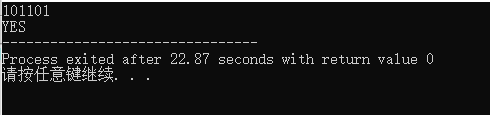 101101
YES
--------------------------------
Process exited after 22.87 seconds with return value 0
请按任意键继续. . .